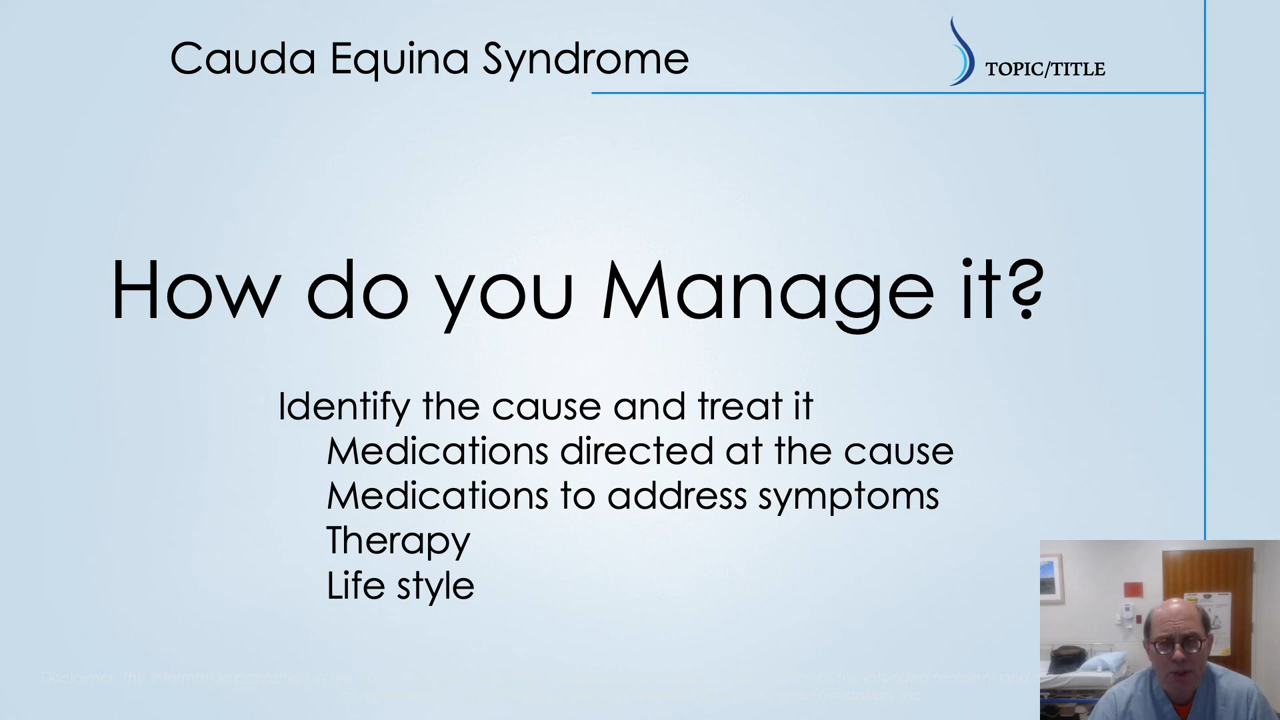 Cauda Equina Syndrome
TOPIC/TITLE
How do you Manage it?
Identify the cause and treat it
Medications directed at the cause
Medications to address symptoms
Therapy
Life style